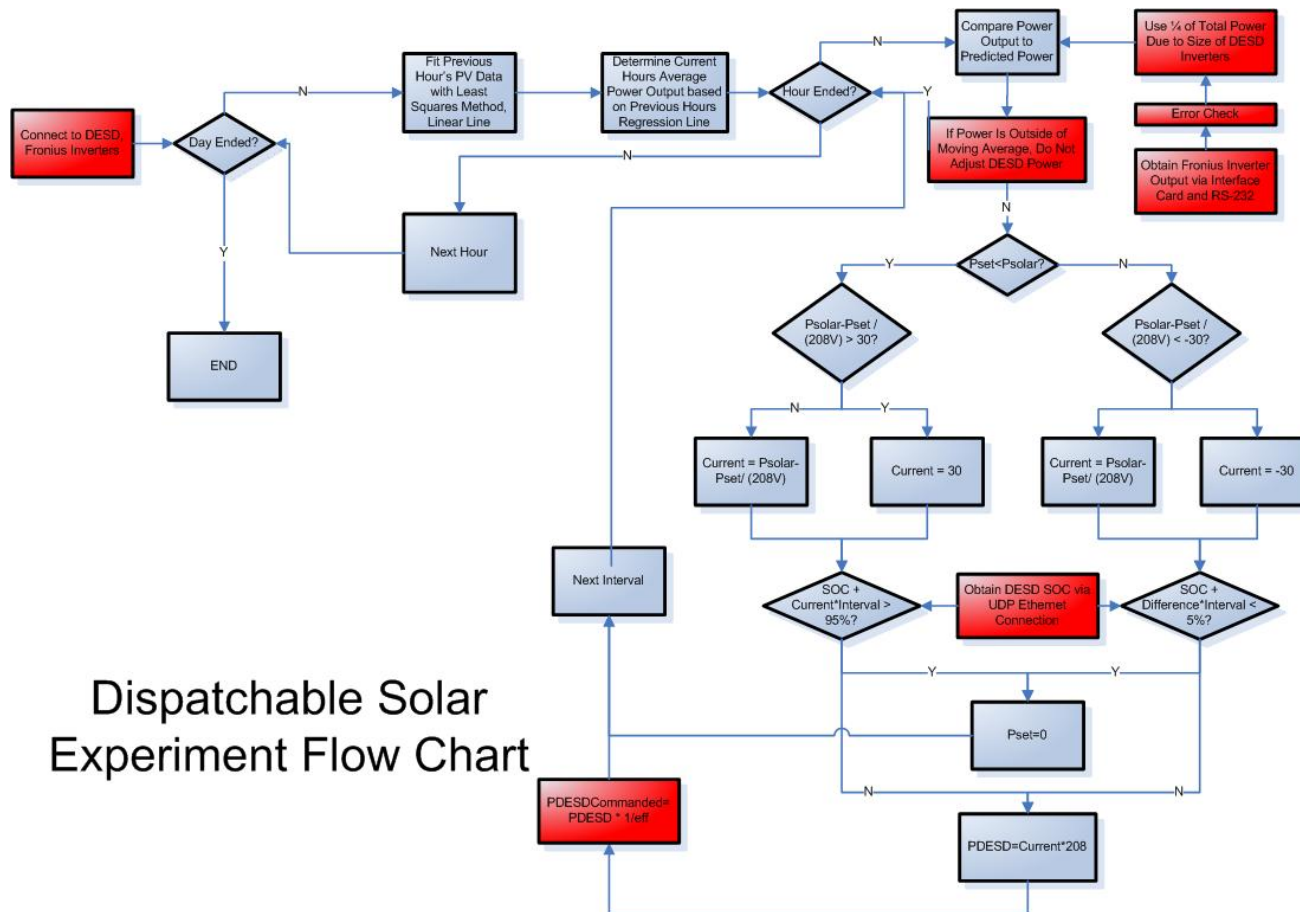 Connect to DESD,
Fronius Inverters
Day Ended?
N
Y
END
Fit Previous
Hour's PV Data
with Least
Squares Method,
Linear Line
Determine Current
Hours Average
Power Output based
on Previous Hours
Regression Line
Hour Ended?
N
N
Next Hour
Y
Compare Power
Output to
Predicted Power
Use ¼ of Total Power
Due to Size of DESD
Inverters
Error Check
Obtain Fronius Inverter
Output via Interface
Card and RS-232
If Power Is Outside of
Moving Average, Do Not
Adjust DESD Power
N
Pset<Psolar?
Y
N
Psolar-Pset /
(208V) > 30?
Psolar-Pset /
(208V) < -30?
N
Y
N
Y
Current = Psolar-
Pset/ (208V)
Current = 30
Current = Psolar-
Pset/ (208V)
Current = -30
Next Interval
SOC +
Current*Interval >
95%?
Obtain DESD SOC via
UDP Ethernet
Connection
SOC +
Difference*Interval <
5%?
Y
Y
Pset=0
N
N
PDESD=Current*208
PDESDCommanded=
PDESD * 1/eff
Dispatchable Solar
Experiment Flow Chart